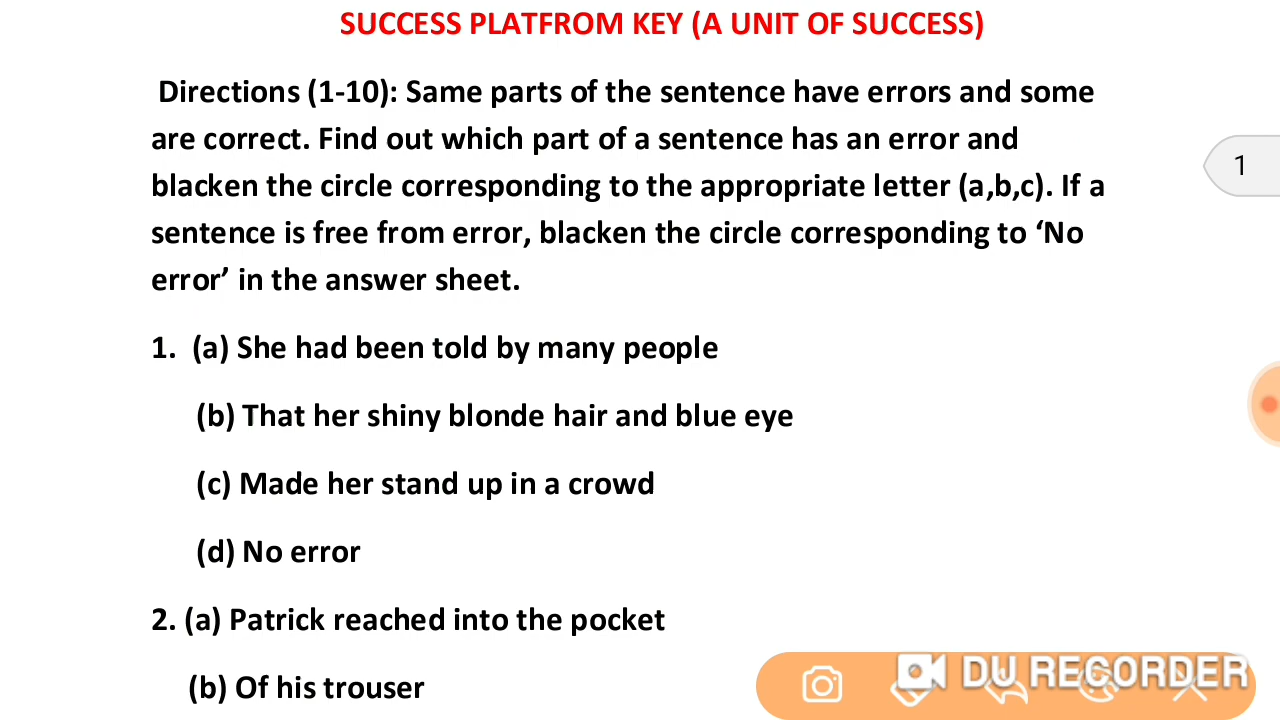 SUCCESS PLATFROM KEY (A UNIT OF SUCCESS)
Directions (1-10): Same parts of the sentence have errors and some
are correct. Find out which part of a sentence has an error and
blacken the circle corresponding to the appropriate letter (a,b,c). If a
sentence is free from error, blacken the circle corresponding to ‘No
error’ in the answer sheet.
1
1. (a) She had been told by many people
(b) That her shiny blonde hair and blue eye
(c) Made her stand up in a crowd
(d) No error
2. (a) Patrick reached into the pocket
(b) Of his trouser
DU RECORDER